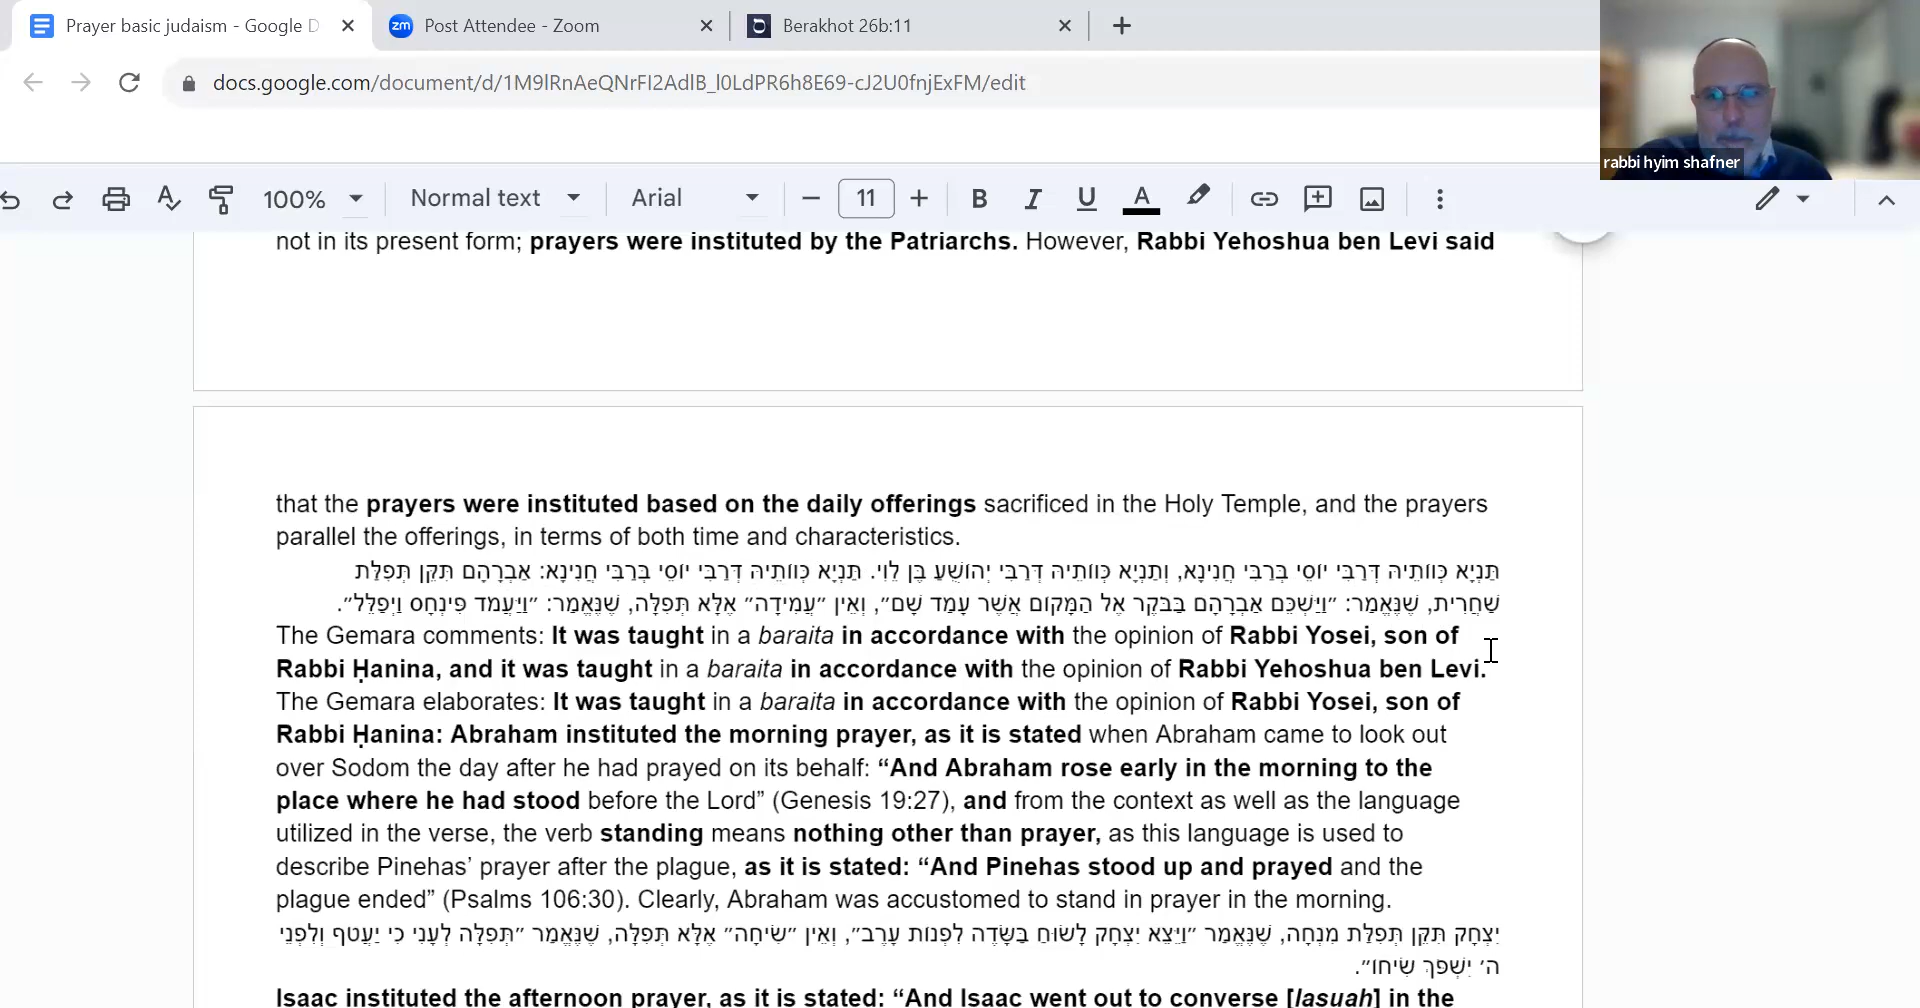 Prayer basic judaism - Google D
Post Attendee - Zoom
Berakhot 26b:11
docs.google.com/document/d/1M9lRnAeQNrFI2AdlB_l0LdPR6h8E69-cJ2U0fnjExFM/edit
rabbi hyim shafner
100% Normal text Arial 11 B I U A
not in its present form; prayers were instituted by the Patriarchs. However, Rabbi Yehoshua ben Levi said
that the prayers were instituted based on the daily offerings sacrificed in the Holy Temple, and the prayers
parallel the offerings, in terms of both time and characteristics.
תַּנְיָא כְּווֹתֵיהּ דְּרַבִּי יוֹסֵי בְּרַבִּי חֲנִינָא, וְתַנְיָא כְּווֹתֵיהּ דְּרַבִּי יְהוֹשֻׁעַ בֶּן לֵוִי. תַּנְיָא כְּווֹתֵיהּ דְּרַבִּי יוֹסֵי בְּרַבִּי חֲנִינָא: אַבְרָהָם תִּקֵּן תְּפִלַּת
שַׁחֲרִית, שֶׁנֶּאֱמַר: ״וַיַּשְׁכֵּם אַבְרָהָם בַּבֹּקֶר אֶל הַמָּקוֹם אֲשֶׁר עָמַד שָׁם״, וְאֵין ״עֲמִידָה״ אֶלָּא תְּפִלָּה, שֶׁנֶּאֱמַר: ״וַיַּעֲמֹד פִּינְחָס וַיְפַלֵּל״.
The Gemara comments: It was taught in a baraita in accordance with the opinion of Rabbi Yosei, son of
Rabbi Ḥanina, and it was taught in a baraita in accordance with the opinion of Rabbi Yehoshua ben Levi.
The Gemara elaborates: It was taught in a baraita in accordance with the opinion of Rabbi Yosei, son of
Rabbi Ḥanina: Abraham instituted the morning prayer, as it is stated when Abraham came to look out
over Sodom the day after he had prayed on its behalf: “And Abraham rose early in the morning to the
place where he had stood before the Lord” (Genesis 19:27), and from the context as well as the language
utilized in the verse, the verb standing means nothing other than prayer, as this language is used to
describe Pinehas’ prayer after the plague, as it is stated: “And Pinehas stood up and prayed and the
plague ended” (Psalms 106:30). Clearly, Abraham was accustomed to stand in prayer in the morning.
יִצְחָק תִּקֵּן תְּפִלַּת מִנְחָה, שֶׁנֶּאֱמַר ״וַיֵּצֵא יִצְחָק לָשׂוּחַ בַּשָּׂדֶה לִפְנוֹת עָרֶב״, וְאֵין ״שִׂיחָה״ אֶלָּא תְּפִלָּה, שֶׁנֶּאֱמַר ״תְּפִלָּה לְעָנִי כִי יַעֲטֹף וְלִפְנֵי
ה׳ יִשְׁפֹּךְ שִׂיחוֹ״.
Isaac instituted the afternoon prayer, as it is stated: “And Isaac went out to converse [lasuaḥ] in the